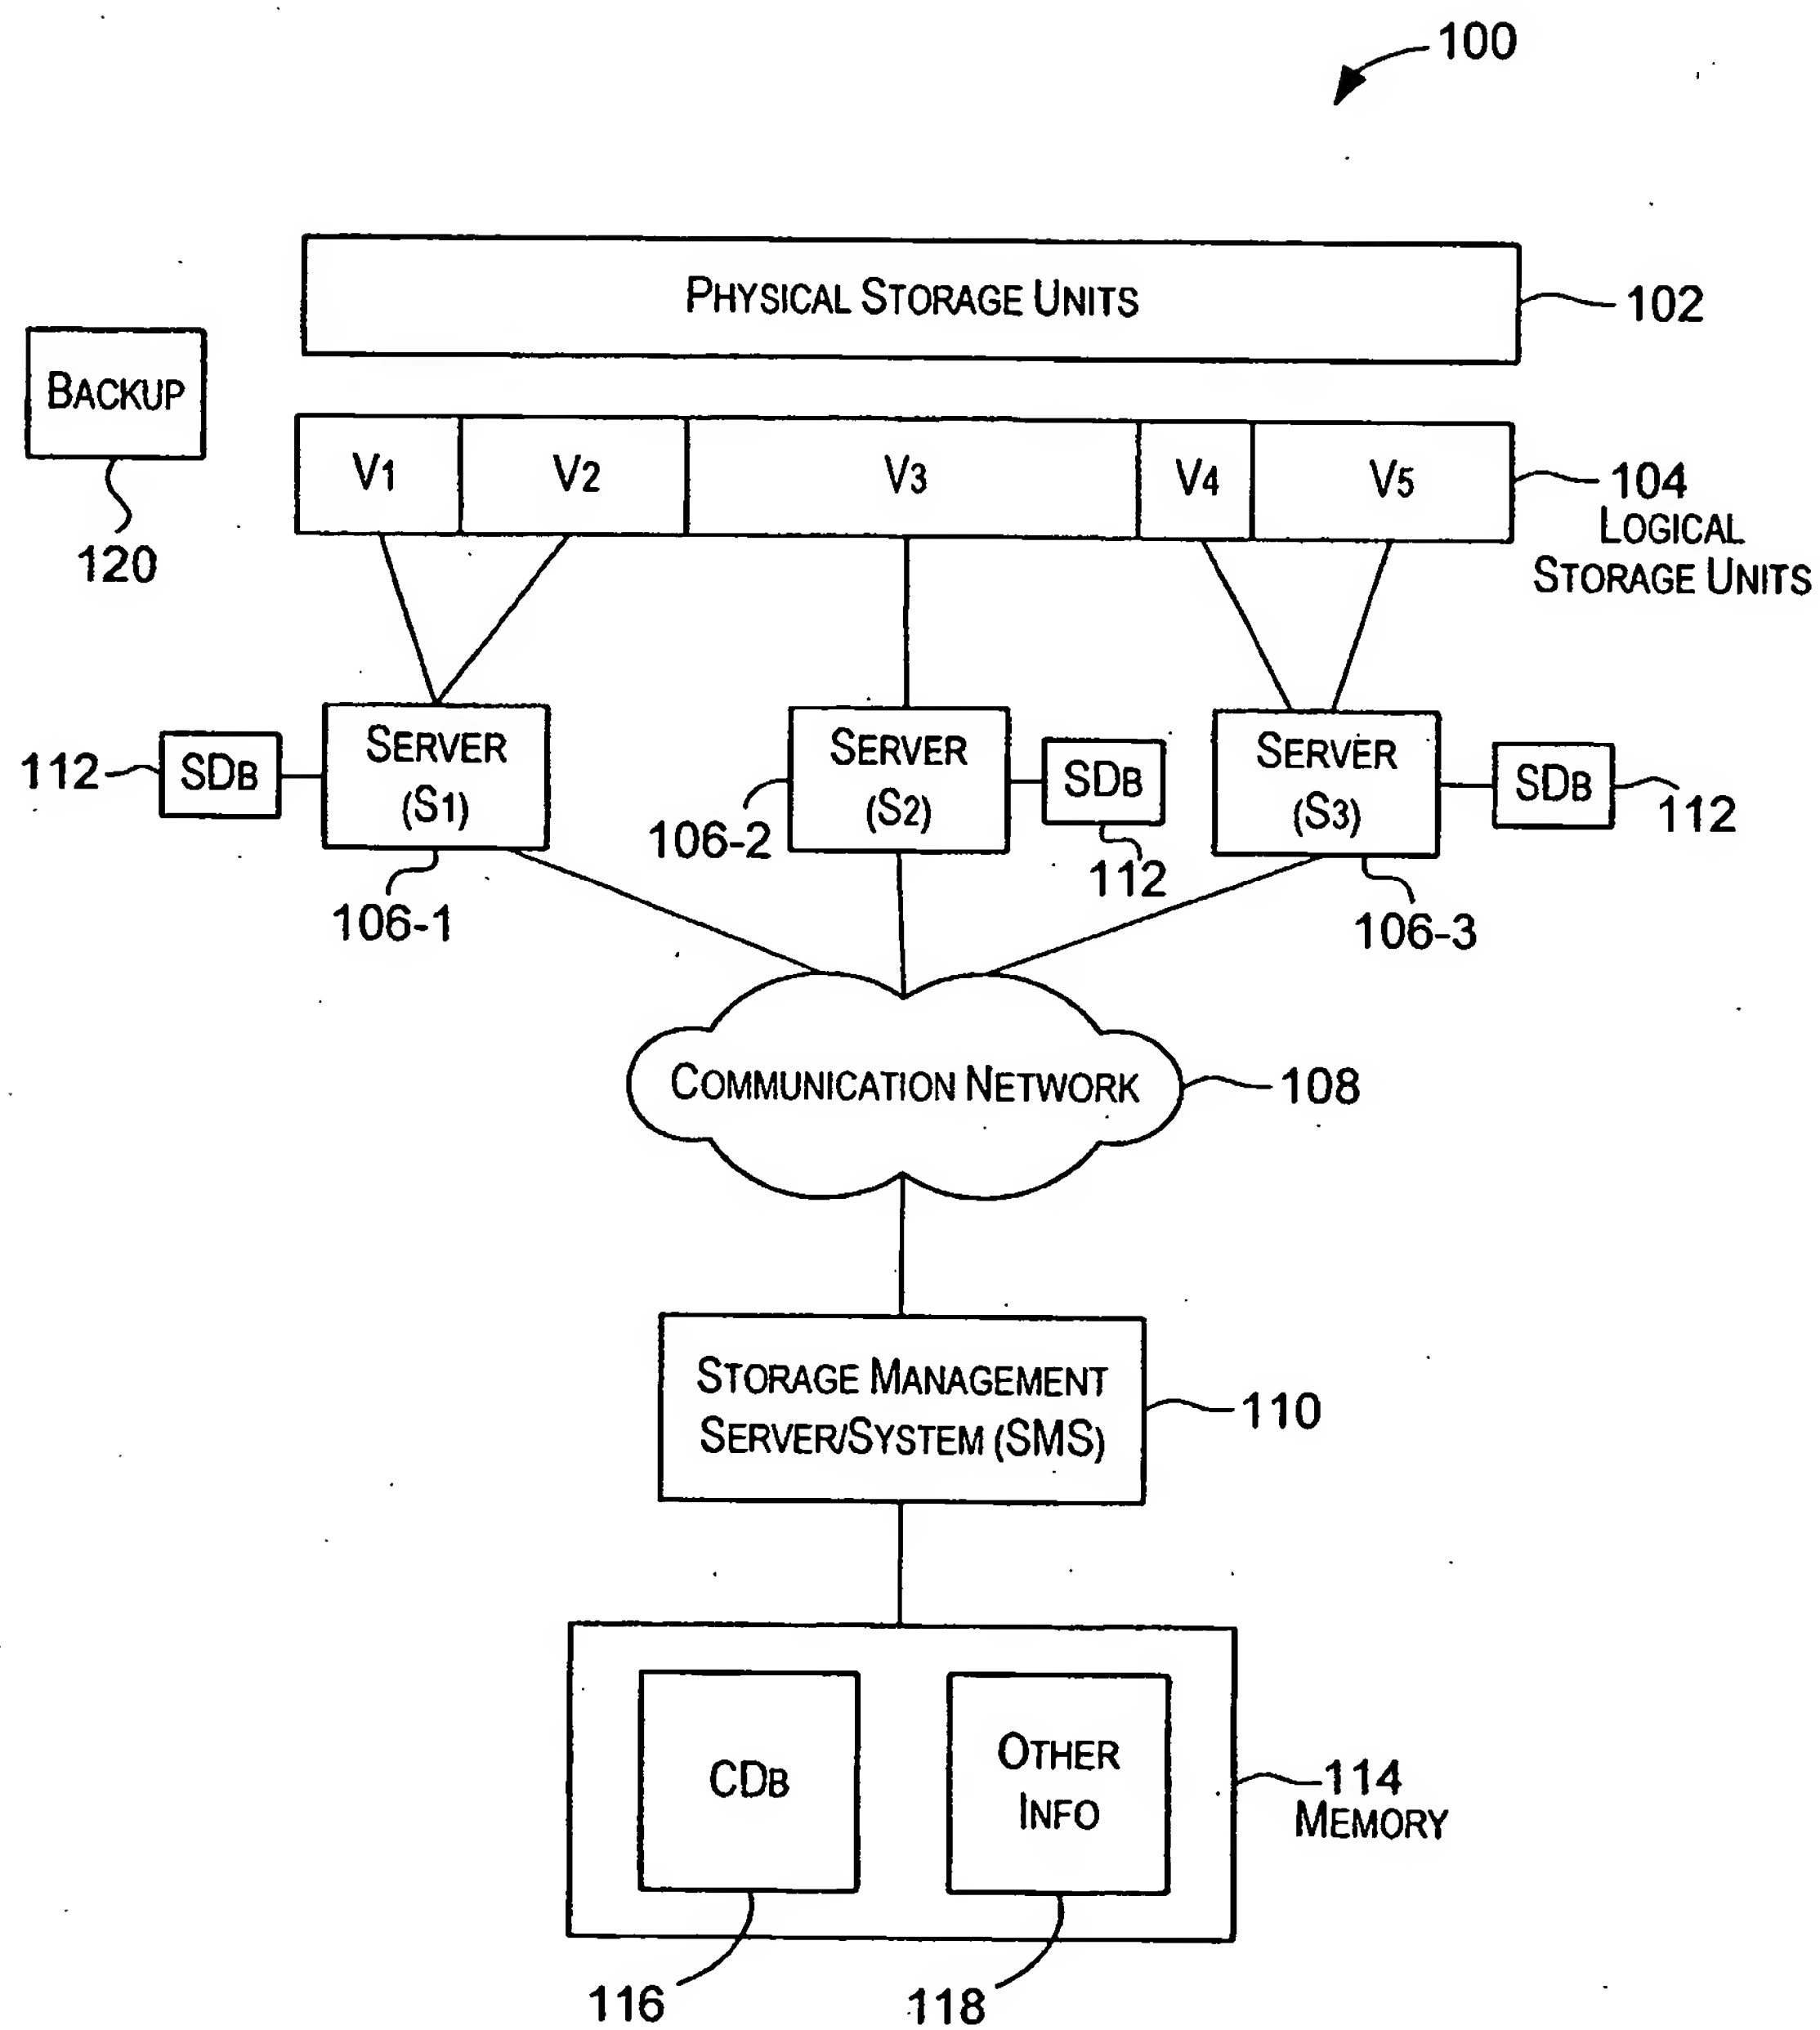 100
PHYSICAL STORAGE UNITS
102
BACKUP
120
V1
V2
V3
V4
V5
104
LOGICAL
STORAGE UNITS
112
SDB
SERVER
(S1)
106-1
SERVER
(S2)
106-2
SDB
112
SERVER
(S3)
106-3
SDB
112
COMMUNICATION NETWORK
108
STORAGE MANAGEMENT
SERVER/SYSTEM (SMS)
110
CDB
OTHER
INFO
114
MEMORY
116
118